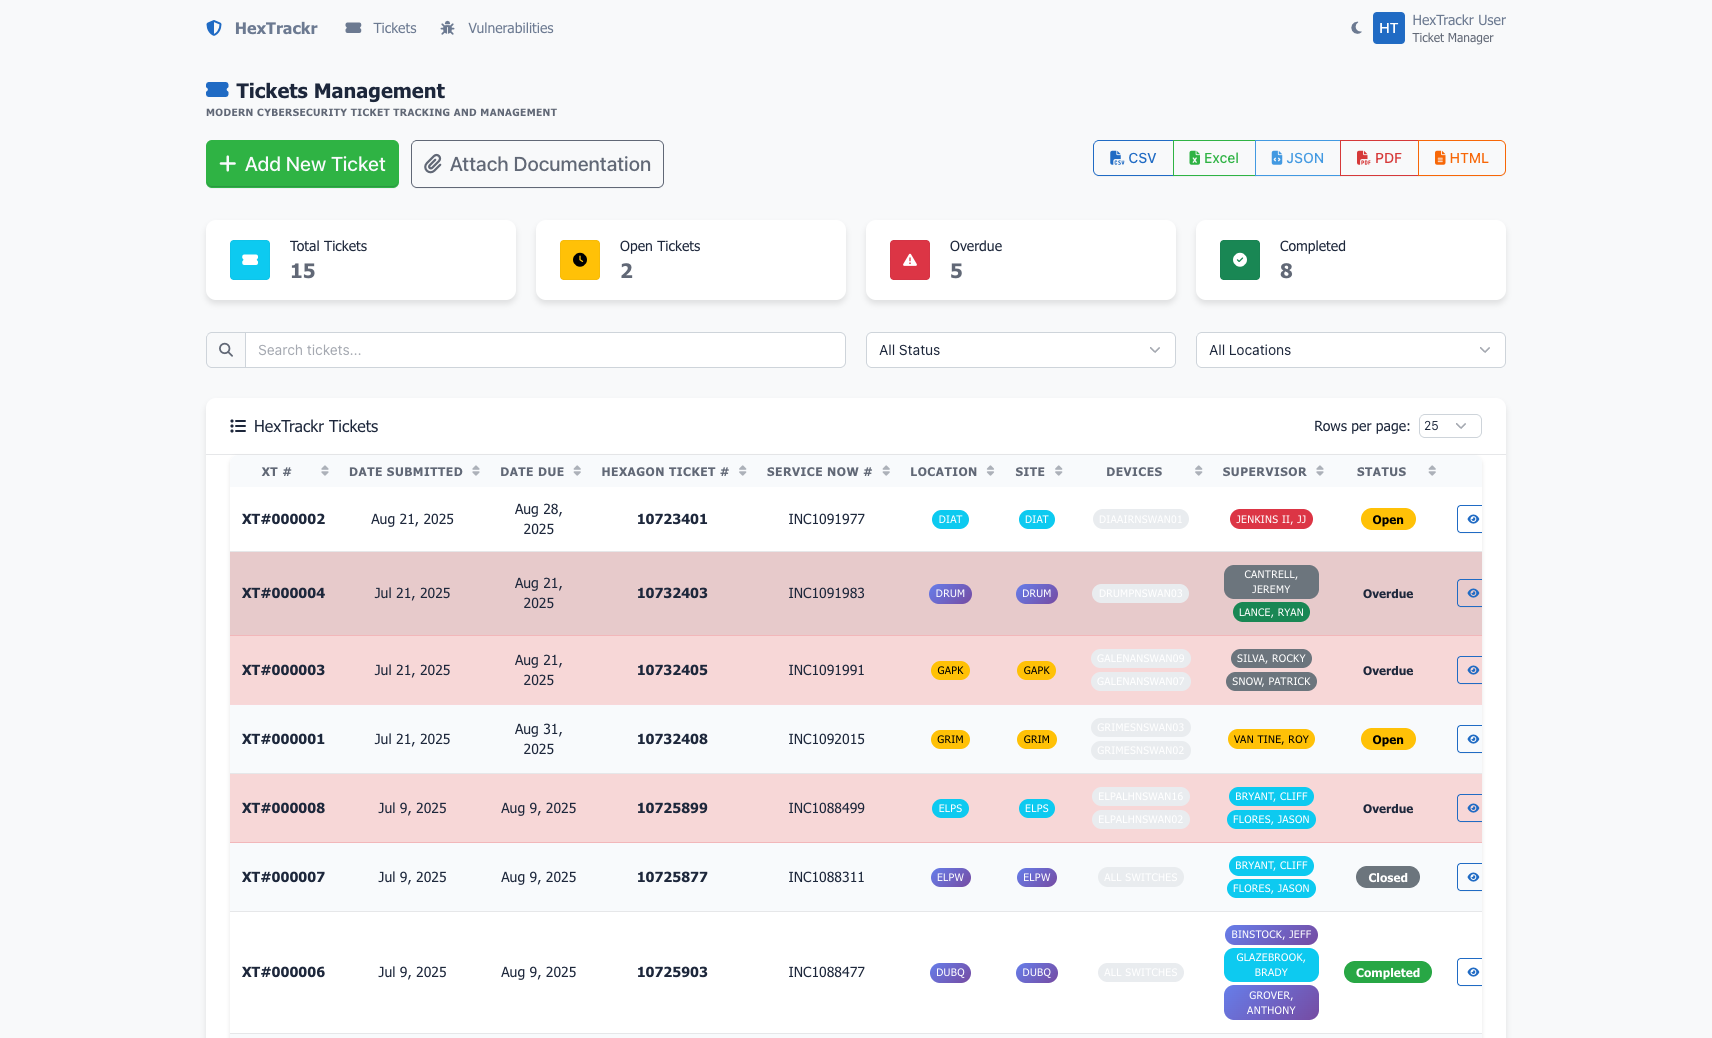 HexTrackr
Tickets
Vulnerabilities
HT
HexTrackr User
Ticket Manager
Tickets Management
MODERN CYBERSECURITY TICKET TRACKING AND MANAGEMENT
Add New Ticket
Attach Documentation
CSV
Excel
JSON
PDF
HTML
Total Tickets
15
Open Tickets
2
Overdue
5
Completed
8
Search tickets...
All Status
All Locations
HexTrackr Tickets
Rows per page: 25
XT # DATE SUBMITTED DATE DUE HEXAGON TICKET # SERVICE NOW # LOCATION SITE DEVICES SUPERVISOR STATUS
XT#000002 Aug 21, 2025 Aug 28, 2025 10723401 INC1091977 DIAT DIAT DIAAIRNSWAN01 JENKINS II, JJ Open
XT#000004 Jul 21, 2025 Aug 21, 2025 10732403 INC1091983 DRUM DRUM DRUMPNSWAN03 CANTRELL, JEREMY LANCE, RYAN Overdue
XT#000003 Jul 21, 2025 Aug 21, 2025 10732405 INC1091991 GAPK GAPK GALENANSWAN09 GALENANSWAN07 SILVA, ROCKY SNOW, PATRICK Overdue
XT#000001 Jul 21, 2025 Aug 31, 2025 10732408 INC1092015 GRIM GRIM GRIMESNSWAN03 GRIMESNSWAN02 VAN TINE, ROY Open
XT#000008 Jul 9, 2025 Aug 9, 2025 10725899 INC1088499 ELPS ELPS ELPALHNSWAN16 ELPALHNSWAN02 BRYANT, CLIFF FLORES, JASON Overdue
XT#000007 Jul 9, 2025 Aug 9, 2025 10725877 INC1088311 ELPW ELPW ALL SWITCHES BRYANT, CLIFF FLORES, JASON Closed
XT#000006 Jul 9, 2025 Aug 9, 2025 10725903 INC1088477 DUBQ DUBQ ALL SWITCHES BINSTOCK, JEFF GLAZEBROOK, BRADY GROVER, ANTHONY Completed